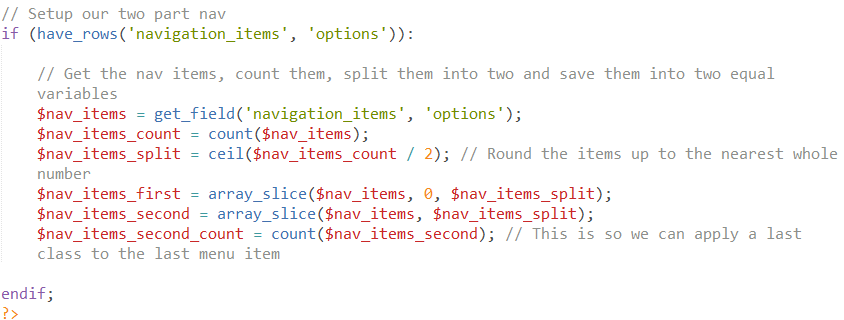 // Setup our two part nav
if (have_rows('navigation_items', 'options')):
// Get the nav items, count them, split them into two and save them into two equal
variables
$nav_items = get_field('navigation_items', 'options');
$nav_items_count = count($nav_items);
$nav_items_split = ceil($nav_items_count / 2); // Round the items up to the nearest whole
number
$nav_items_first = array_slice($nav_items, 0, $nav_items_split);
$nav_items_second = array_slice($nav_items, $nav_items_split);
$nav_items_second_count = count($nav_items_second); // This is so we can apply a last
class to the last menu item
endif;
?>